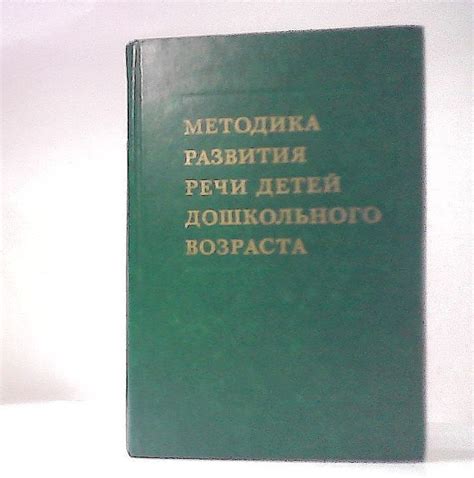 МЕТОДИКА
РАЗВИТИЯ
РЕЧИ ДЕТЕЙ
ДОШКОЛЬНОГО
ВОЗРАСТА